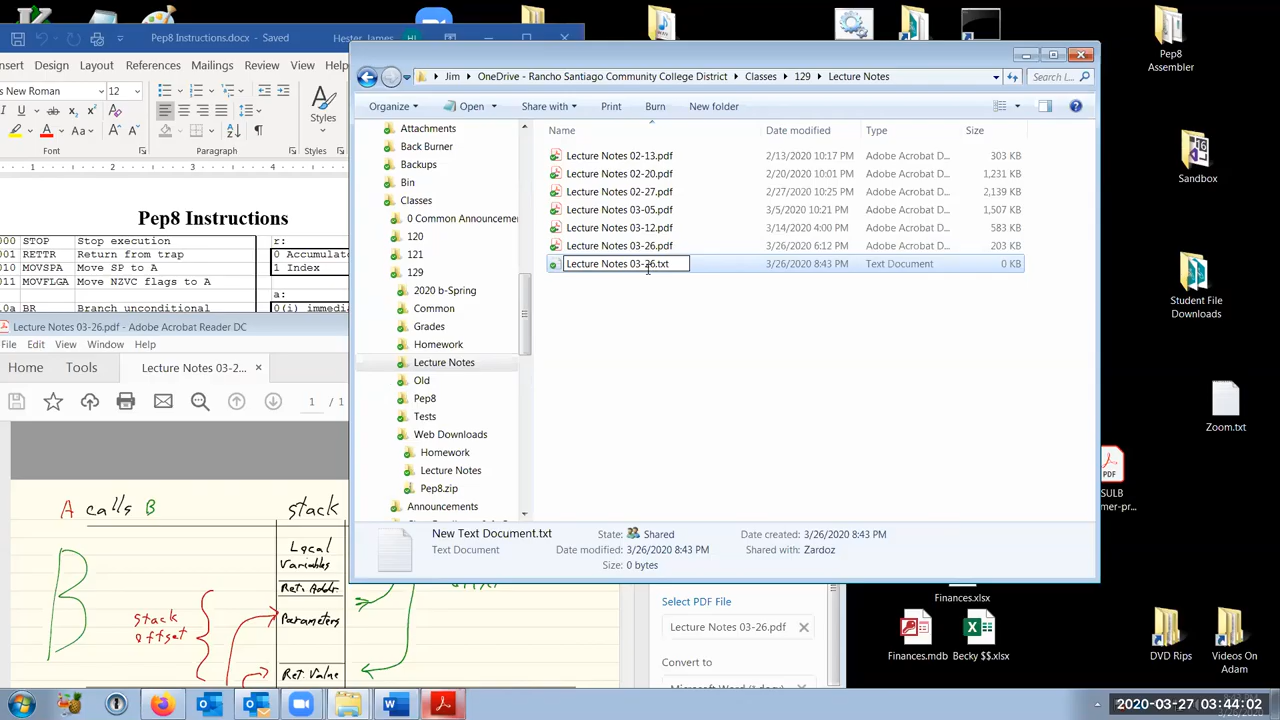 Pep8 Instructions.docx - Saved
Hester, James HI
nsert Design Layout References Mailings Review View Help
s New Roman 12
Font
Paragraph
Styles
Styles
Pep8 Instructions
000 STOP Stop execution
001 RETTR Return from trap
010 MOVSPA Move SP to A
011 MOVFLGA Move NZVC flags to A
0a BR Branch unconditional
r:
0 Accumulato
1 Index
a:
0(i) immedia
Lecture Notes 03-26.pdf - Adobe Acrobat Reader DC
File Edit View Window Help
Home Tools Lecture Notes 03-2... ×
1 / 1
A calls B
stack
B
Local
Variables
Ret. Addr.
stack
offset
Parameters
Ret. Value
Jim OneDrive - Rancho Santiago Community College District Classes 129 Lecture Notes
Search L...
Organize Open Share with Print Burn New folder
Attachments
Back Burner
Backups
Bin
Classes
0 Common Announcemer
120
121
129
2020 b-Spring
Common
Grades
Homework
Lecture Notes
Old
Pep8
Tests
Web Downloads
Homework
Lecture Notes
Pep8.zip
Announcements
Name Date modified Type Size
Lecture Notes 02-13.pdf 2/13/2020 10:17 PM Adobe Acrobat D... 303 KB
Lecture Notes 02-20.pdf 2/20/2020 10:01 PM Adobe Acrobat D... 1,231 KB
Lecture Notes 02-27.pdf 2/27/2020 10:25 PM Adobe Acrobat D... 2,139 KB
Lecture Notes 03-05.pdf 3/5/2020 10:21 PM Adobe Acrobat D... 1,507 KB
Lecture Notes 03-12.pdf 3/14/2020 4:00 PM Adobe Acrobat D... 583 KB
Lecture Notes 03-26.pdf 3/26/2020 6:12 PM Adobe Acrobat D... 203 KB
Lecture Notes 03-26.txt 3/26/2020 8:43 PM Text Document 0 KB
New Text Document.txt State: Shared Date created: 3/26/2020 8:43 PM
Text Document Date modified: 3/26/2020 8:43 PM Shared with: Zardoz
Size: 0 bytes
Select PDF File
Lecture Notes 03-26.pdf
Convert to
Pep8
Assembler
Sandbox
Student File
Downloads
Zoom.txt
PDF
SULB
mer-pr...
Finances.xlsx
Finances.mdb
Becky $$.xlsx
DVD Rips
Videos On
Adam
2020-03-27 03:44:02